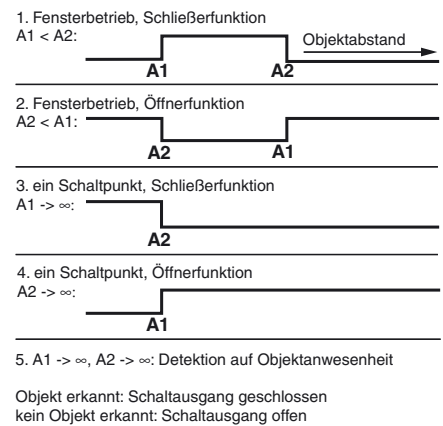 1. Fensterbetrieb, Schließerfunktion
A1 < A2:
Objektabstand
A1 A2
2. Fensterbetrieb, Öffnerfunktion
A2 < A1:
A2 A1
3. ein Schaltpunkt, Schließerfunktion
A1 -> ∞:
A2
4. ein Schaltpunkt, Öffnerfunktion
A2 -> ∞:
A1
5. A1 -> ∞, A2 -> ∞: Detektion auf Objektanwesenheit
Objekt erkannt: Schaltausgang geschlossen
kein Objekt erkannt: Schaltausgang offen